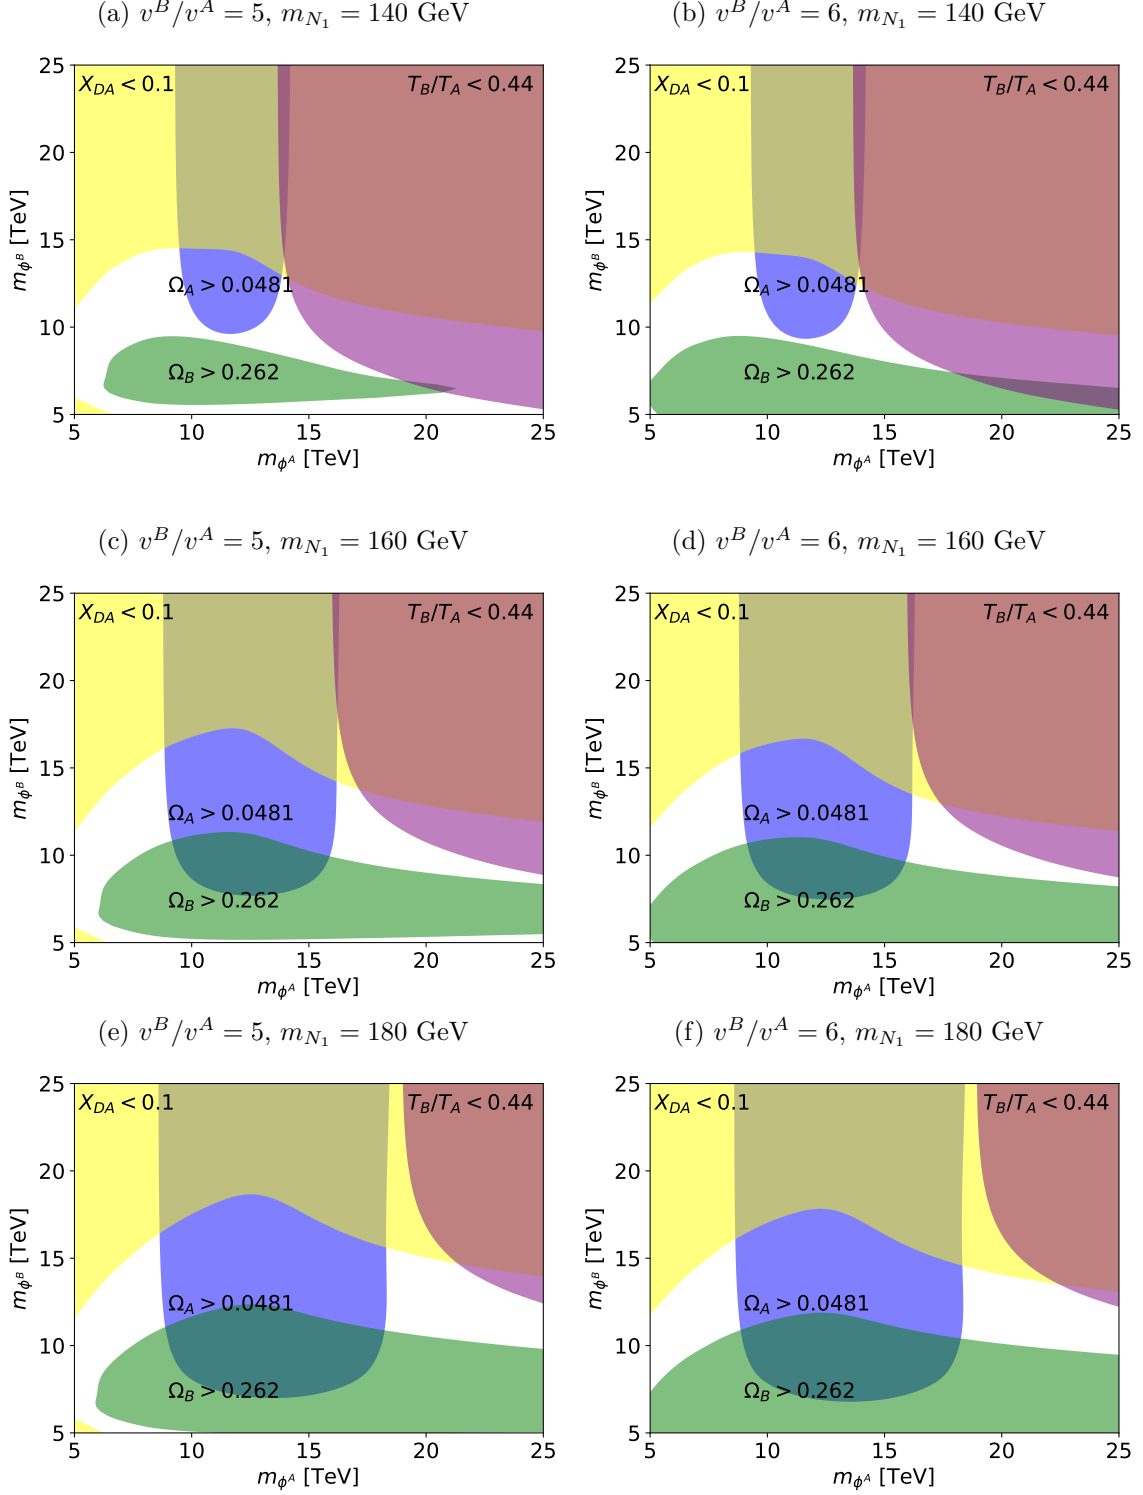 (a) v^B/v^A = 5, m_{N_1} = 140 GeV
X_{DA} < 0.1
T_B/T_A < 0.44
Ω_A > 0.0481
Ω_B > 0.262
25
20
15
10
5
m_{ϕ^B} [TeV]
5 10 15 20 25
m_{ϕ^A} [TeV]
(b) v^B/v^A = 6, m_{N_1} = 140 GeV
X_{DA} < 0.1
T_B/T_A < 0.44
Ω_A > 0.0481
Ω_B > 0.262
25
20
15
10
5
m_{ϕ^B} [TeV]
5 10 15 20 25
m_{ϕ^A} [TeV]
(c) v^B/v^A = 5, m_{N_1} = 160 GeV
X_{DA} < 0.1
T_B/T_A < 0.44
Ω_A > 0.0481
Ω_B > 0.262
25
20
15
10
5
m_{ϕ^B} [TeV]
5 10 15 20 25
m_{ϕ^A} [TeV]
(d) v^B/v^A = 6, m_{N_1} = 160 GeV
X_{DA} < 0.1
T_B/T_A < 0.44
Ω_A > 0.0481
Ω_B > 0.262
25
20
15
10
5
m_{ϕ^B} [TeV]
5 10 15 20 25
m_{ϕ^A} [TeV]
(e) v^B/v^A = 5, m_{N_1} = 180 GeV
X_{DA} < 0.1
T_B/T_A < 0.44
Ω_A > 0.0481
Ω_B > 0.262
25
20
15
10
5
m_{ϕ^B} [TeV]
5 10 15 20 25
m_{ϕ^A} [TeV]
(f) v^B/v^A = 6, m_{N_1} = 180 GeV
X_{DA} < 0.1
T_B/T_A < 0.44
Ω_A > 0.0481
Ω_B > 0.262
25
20
15
10
5
m_{ϕ^B} [TeV]
5 10 15 20 25
m_{ϕ^A} [TeV]